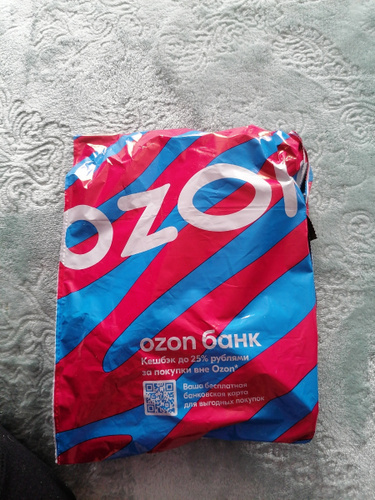 ozon
ozon банк
Кешбэк до 25% рублями
за покупки вне Ozon*
Ваша бесплатная
банковская карта
для выгодных покупок